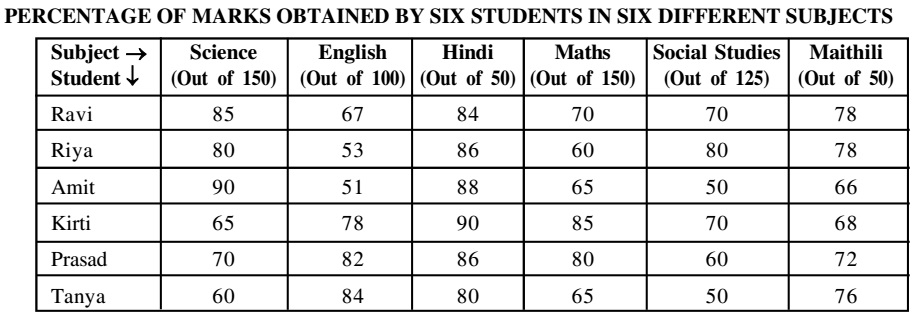 PERCENTAGE OF MARKS OBTAINED BY SIX STUDENTS IN SIX DIFFERENT SUBJECTS
Subject → Science English Hindi Maths Social Studies Maithili
Student ↓ (Out of 150) (Out of 100) (Out of 50) (Out of 150) (Out of 125) (Out of 50)
Ravi 85 67 84 70 70 78
Riya 80 53 86 60 80 78
Amit 90 51 88 65 50 66
Kirti 65 78 90 85 70 68
Prasad 70 82 86 80 60 72
Tanya 60 84 80 65 50 76